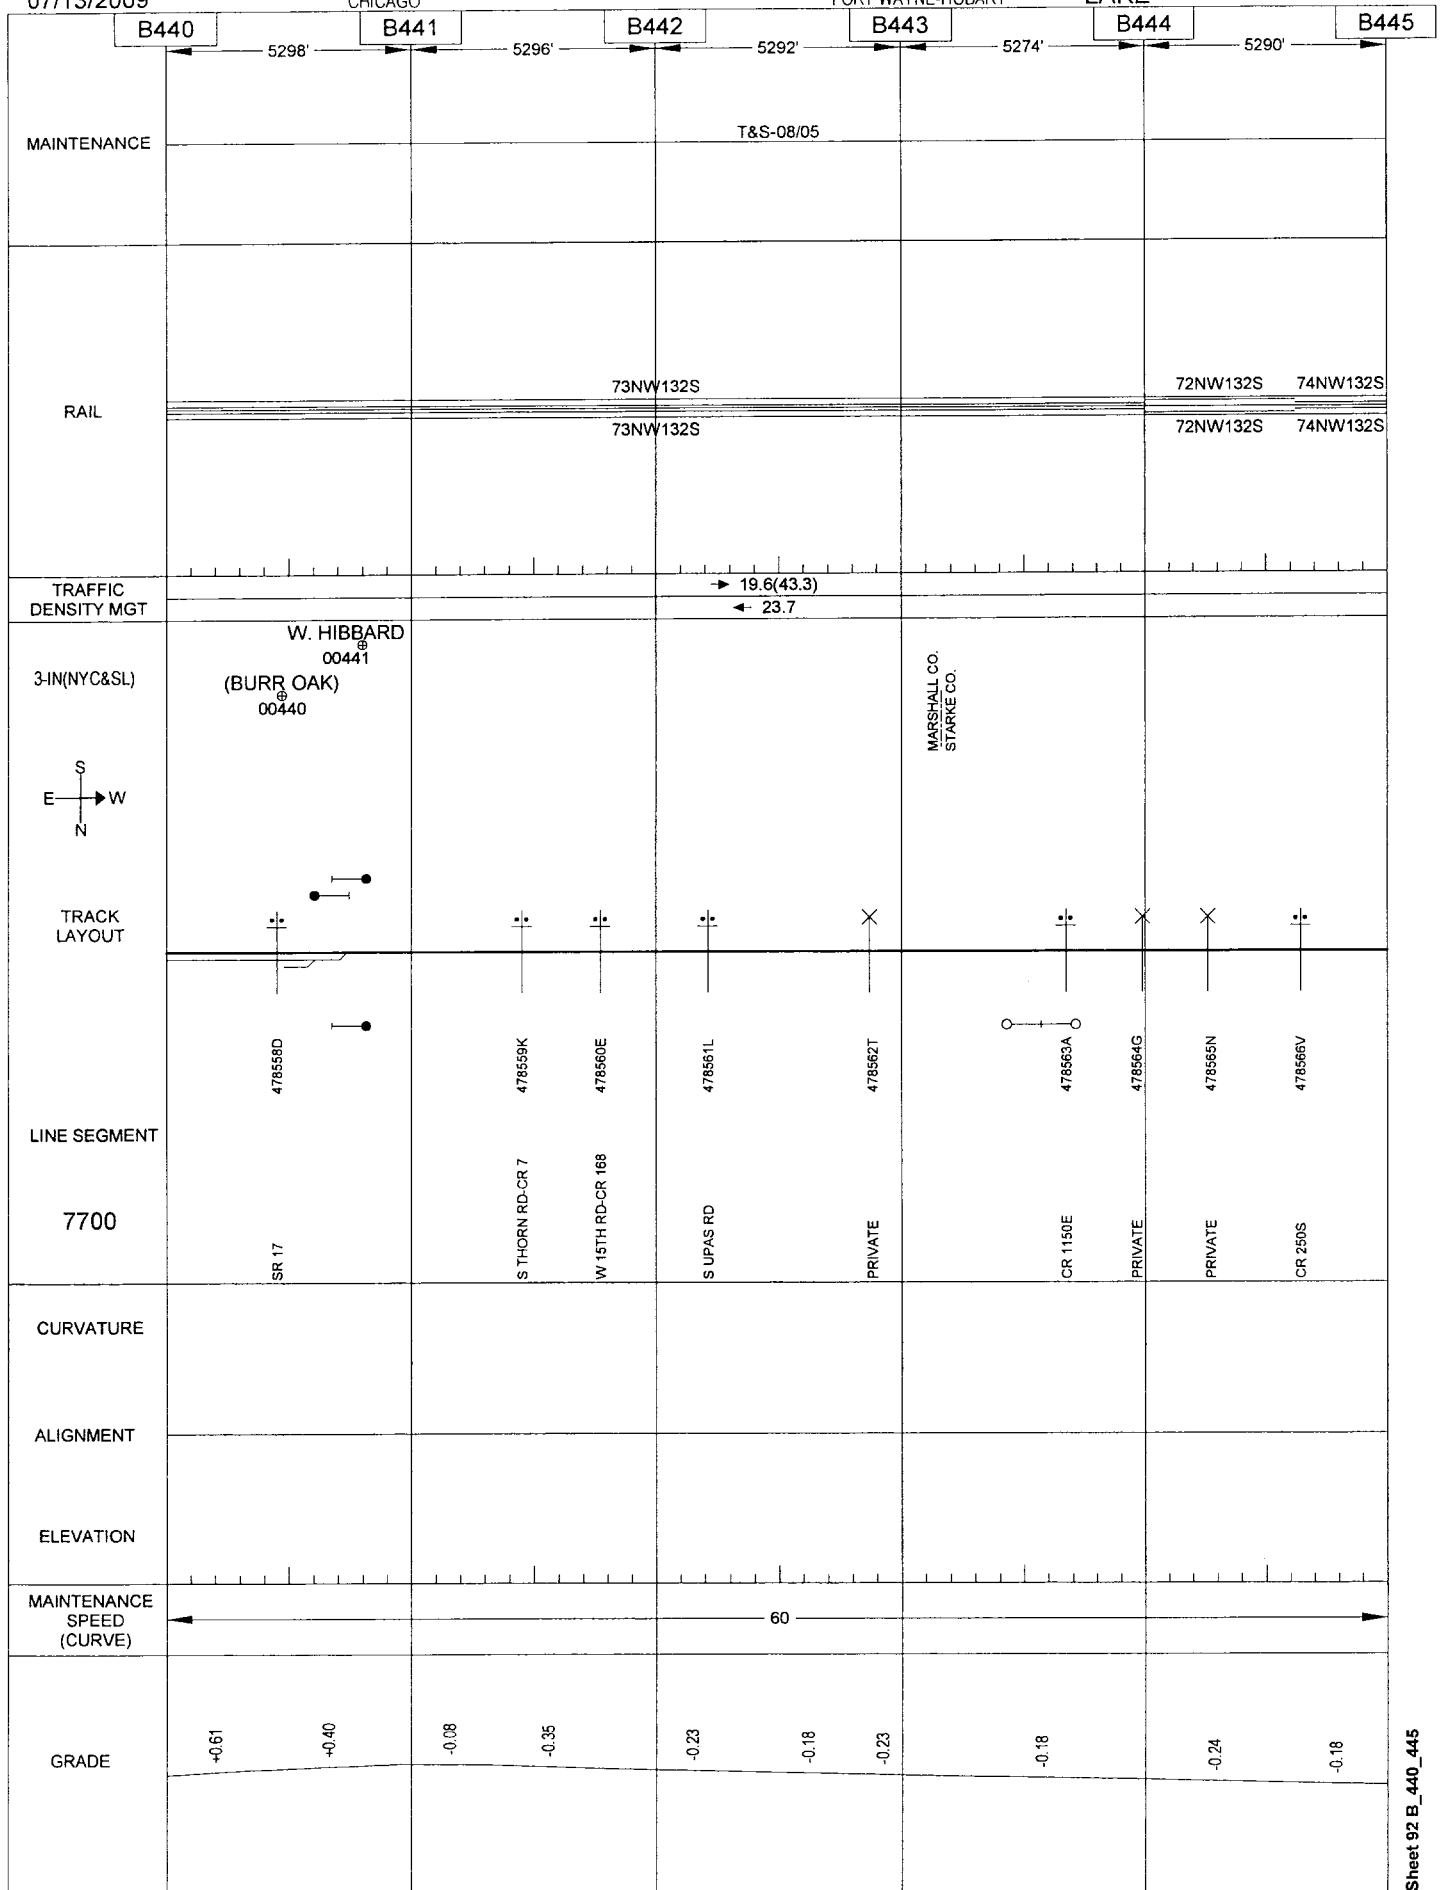 07/13/2009 CHICAGO FORT WAYNE-HOBART LAKE
B440 B441 B442 B443 B444 B445
5298' 5296' 5292' 5274' 5290'
MAINTENANCE
T&S-08/05
RAIL
73NW132S 72NW132S 74NW132S
73NW132S 72NW132S 74NW132S
TRAFFIC
DENSITY MGT
19.6(43.3)
23.7
3-IN(NYC&SL)
W. HIBBARD
00441
(BURR OAK)
00440
MARSHALL CO.
STARKE CO.
S
E W
N
TRACK
LAYOUT
478558D
478559K
478560E
478561L
478562T
478563A
478564G
478565N
478566V
LINE SEGMENT
7700
SR 17
S THORN RD-CR 7
W 15TH RD-CR 168
S UPAS RD
PRIVATE
CR 1150E
PRIVATE
PRIVATE
CR 250S
CURVATURE
ALIGNMENT
ELEVATION
MAINTENANCE
SPEED
(CURVE)
60
GRADE
+0.61
+0.40
-0.08
-0.35
-0.23
-0.18
-0.23
-0.18
-0.24
-0.18
Sheet 92 B_440_445